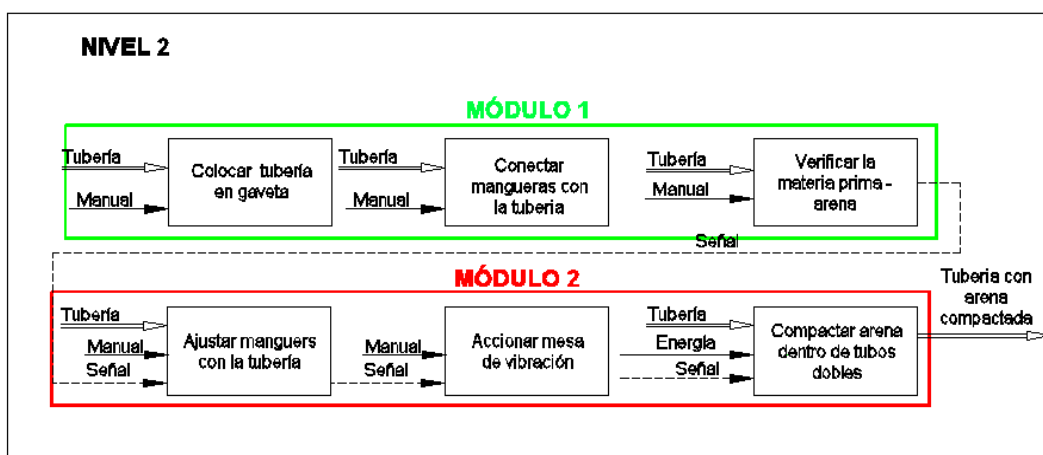 NIVEL 2
MÓDULO 1
Tubería
Manual
Colocar tubería
en gaveta
Tubería
Manual
Conectar
mangueras con
la tuberia
Tubería
Manual
Verificar la
materia prima -
arena
Señal
MÓDULO 2
Tubería
Manual
Señal
Ajustar manguers
con la tubería
Manual
Señal
Accionar mesa
de vibración
Tubería
Energía
Señal
Compactar arena
dentro de tubos
dobles
Tuberia con
arena
compactada